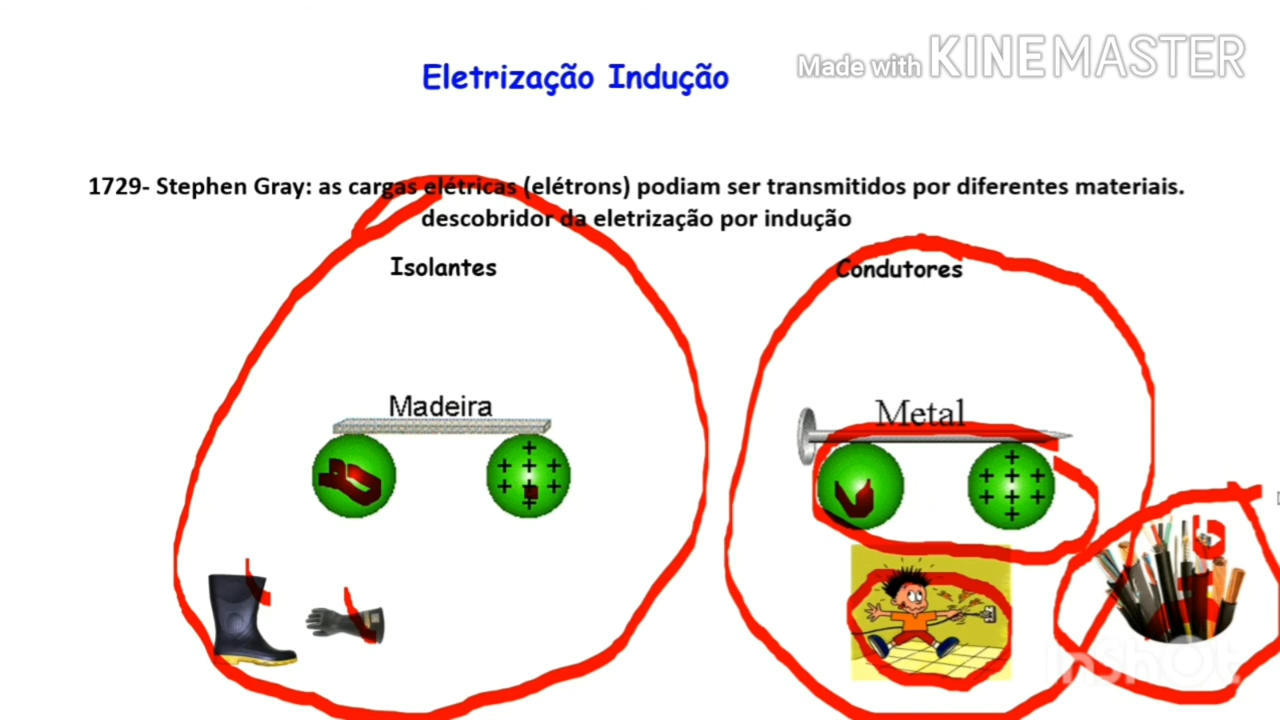 Made with KINEMASTER
Eletrização Indução
1729- Stephen Gray: as cargas elétricas (elétrons) podiam ser transmitidos por diferentes materiais.
descobridor da eletrização por indução
Isolantes
Condutores
Madeira
Metal
InShOt